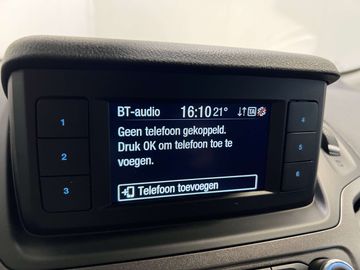 BT-audio 16:10 21° TA
Geen telefoon gekoppeld.
Druk OK om telefoon toe te
voegen.
Telefoon toevoegen
1
2
3
4
5
6